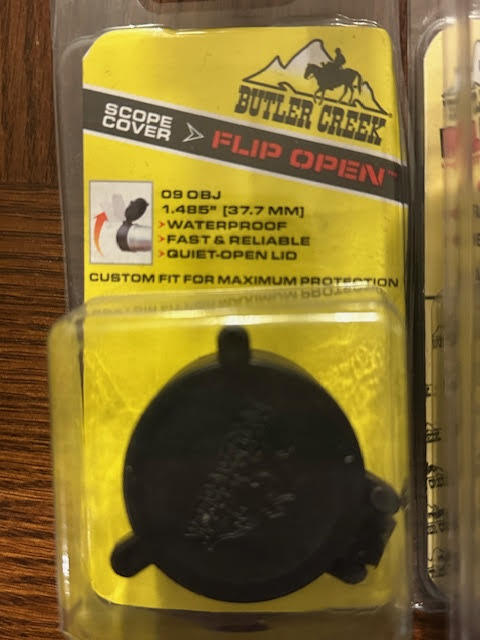 BUTLER CREEK
SCOPE
COVER
FLIP OPEN™
09 OBJ
1.485" [37.7 MM]
WATERPROOF
FAST & RELIABLE
QUIET-OPEN LID
CUSTOM FIT FOR MAXIMUM PROTECTION